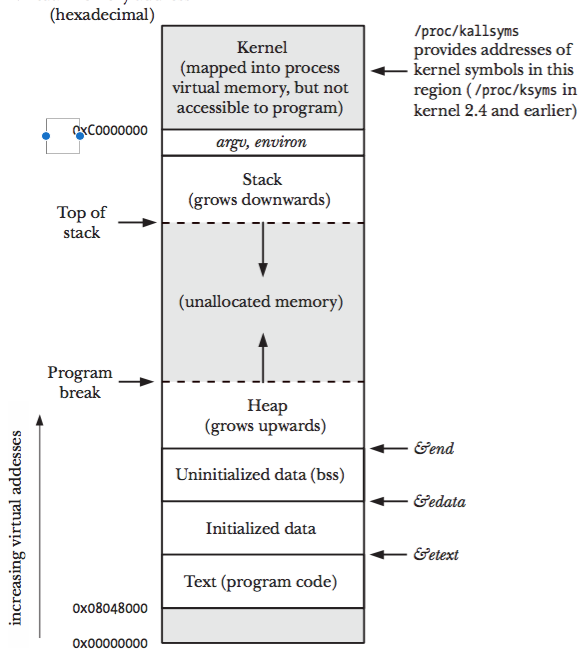 (hexadecimal)
Kernel
(mapped into process
virtual memory, but not
accessible to program)
/proc/kallsyms
provides addresses of
kernel symbols in this
region (/proc/ksyms in
kernel 2.4 and earlier)
0xC0000000
argv, environ
Stack
(grows downwards)
Top of
stack
(unallocated memory)
Program
break
Heap
(grows upwards)
&end
Uninitialized data (bss)
&edata
Initialized data
&etext
Text (program code)
0x08048000
0x00000000
increasing virtual addesses